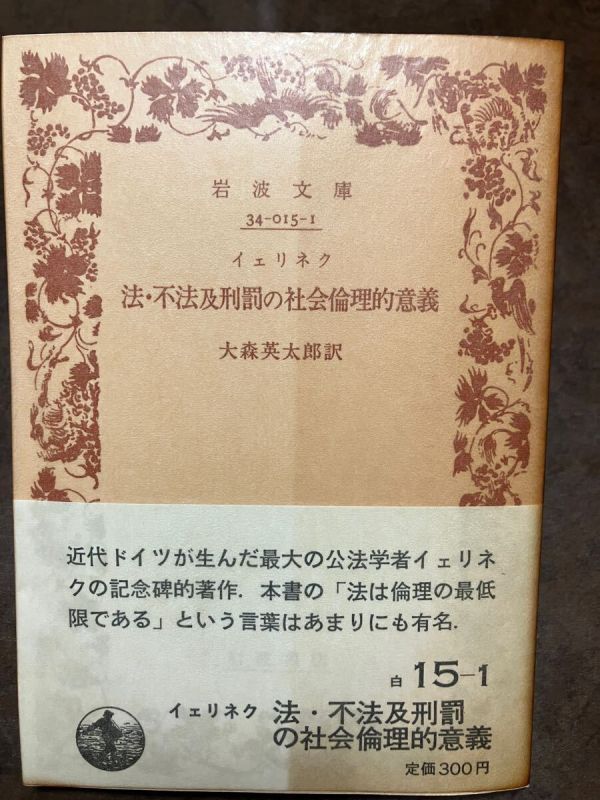 岩波文庫
34-015-1
イェリネク
法・不法及刑罰の社会倫理的意義
大森英太郎訳
近代ドイツが生んだ最大の公法学者イェリネ
クの記念碑的著作. 本書の「法は倫理の最低
限である」という言葉はあまりにも有名.
白 15-1
イェリネク 法・不法及刑罰
の社会倫理的意義
定価300円